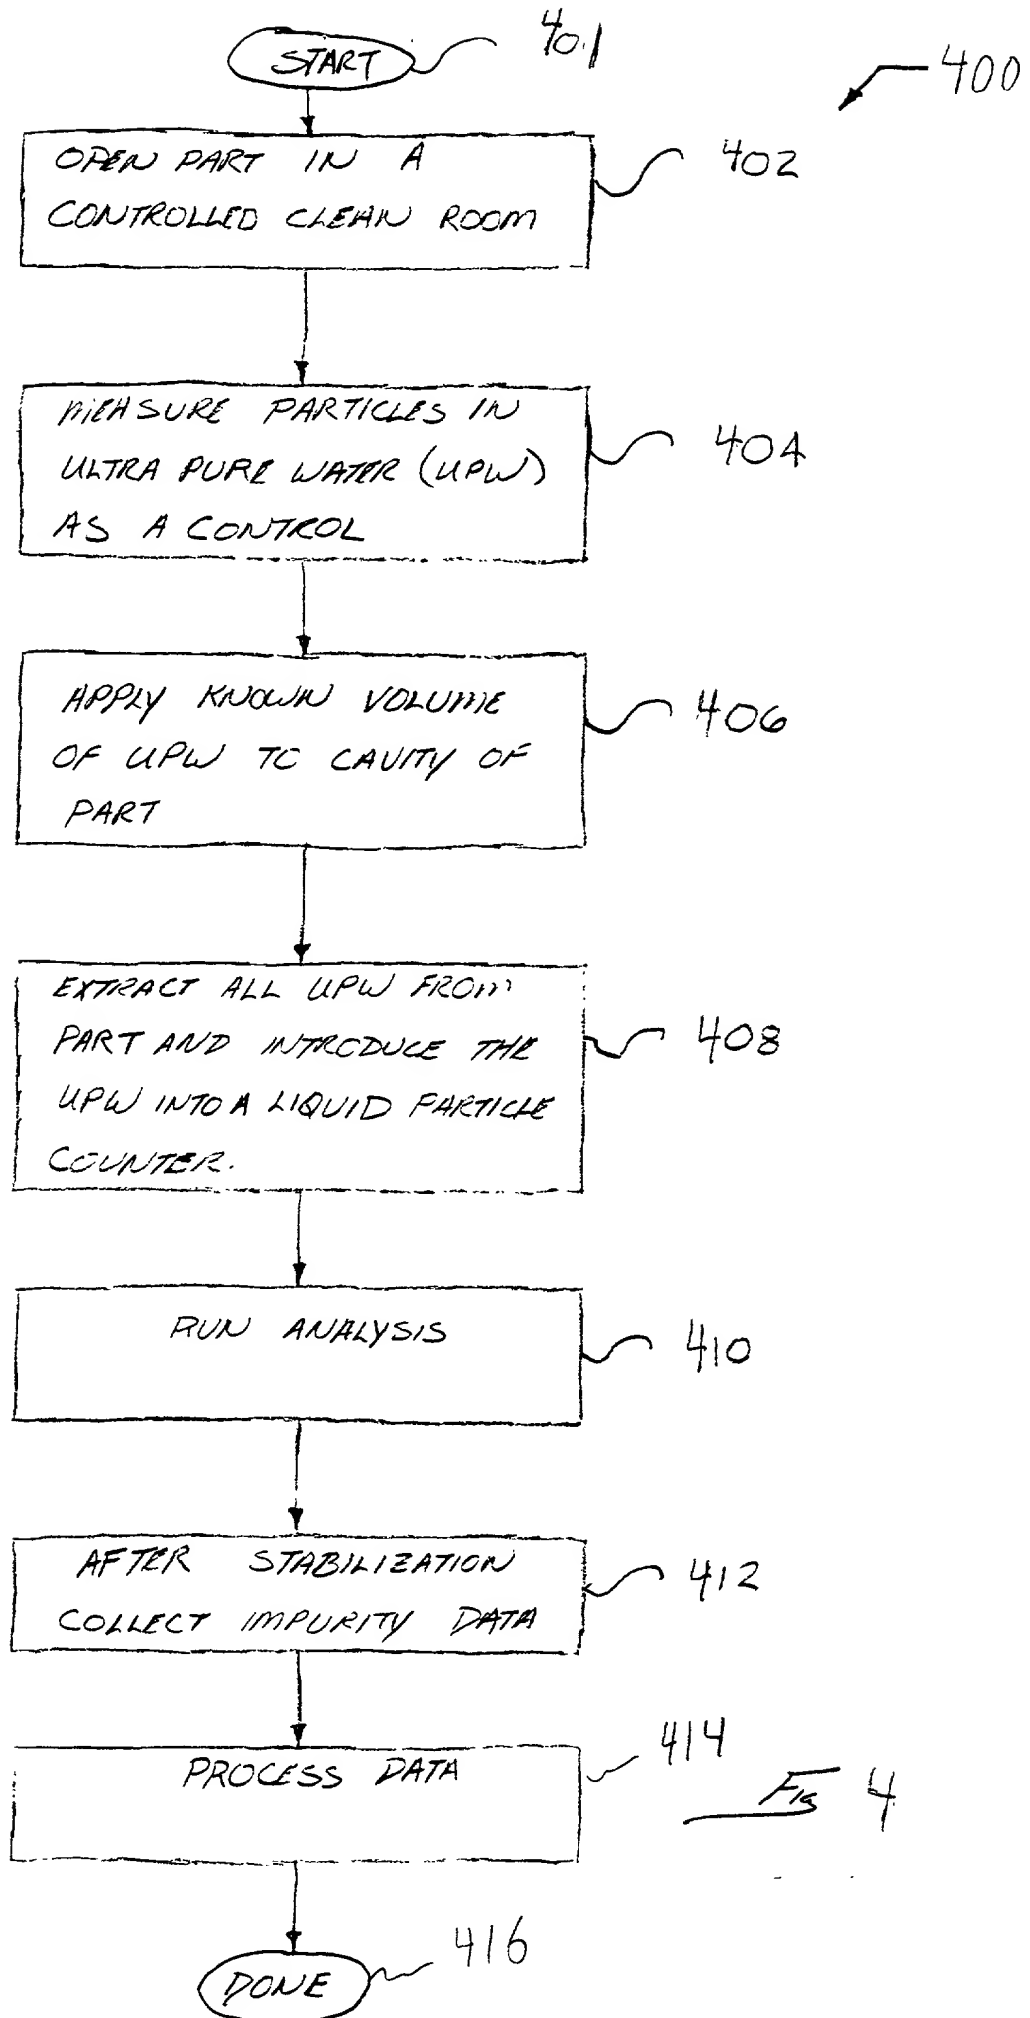 START
401
400
OPEN PART IN A
CONTROLLED CLEAN ROOM
402
MEASURE PARTICLES IN
ULTRA PURE WATER (UPW)
AS A CONTROL
404
APPLY KNOWN VOLUME
OF UPW TO CAVITY OF
PART
406
EXTRACT ALL UPW FROM
PART AND INTRODUCE THE
UPW INTO A LIQUID PARTICLE
COUNTER.
408
RUN ANALYSIS
410
AFTER STABILIZATION
COLLECT IMPURITY DATA
412
PROCESS DATA
414
Fig 4
DONE
416